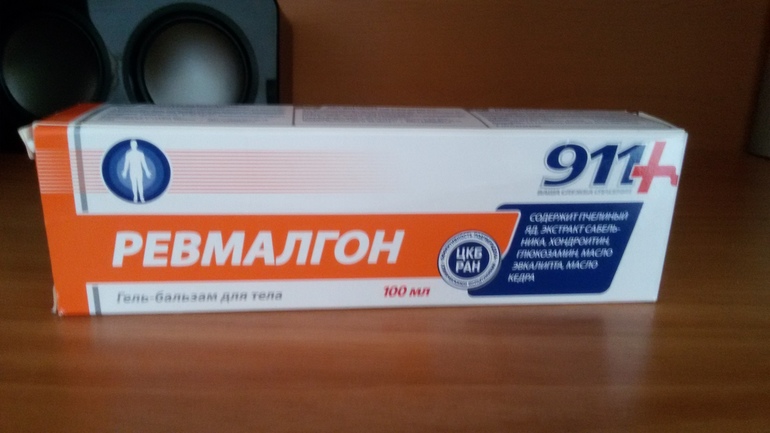 911+
РЕВМАЛГОН
Гель-бальзам для тела
100 мл
ЦКБ
РАН
СОДЕРЖИТ ПЧЕЛИНЫЙ
ЯД, ЭКСТРАКТ САБЕЛЬ-
НИКА, ХОНДРОИТИН,
ГЛЮКОЗАМИН, МАСЛО
ЭВКАЛИПТА, МАСЛО
КЕДРА